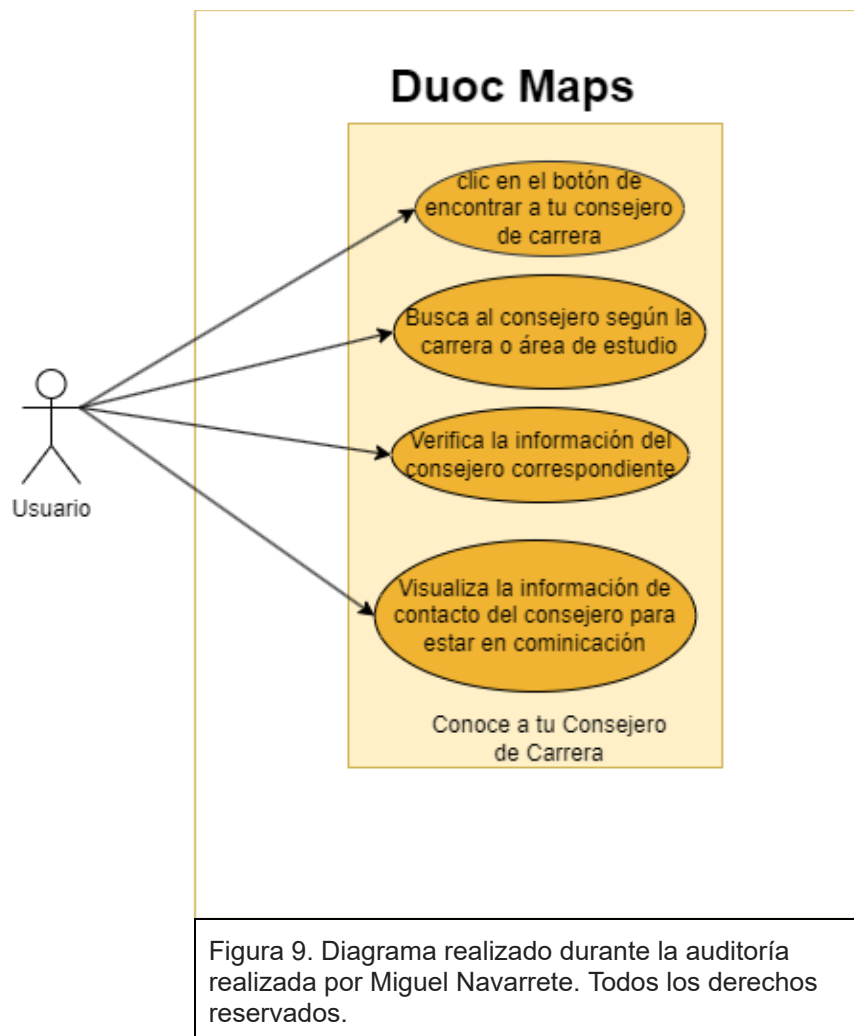 Duoc Maps
clic en el botón de
encontrar a tu consejero
de carrera
Busca al consejero según la
carrera o área de estudio
Verifica la información del
consejero correspondiente
Usuario
Visualiza la información de
contacto del consejero para
estar en cominicación
Conoce a tu Consejero
de Carrera
Figura 9. Diagrama realizado durante la auditoría
realizada por Miguel Navarrete. Todos los derechos
reservados.